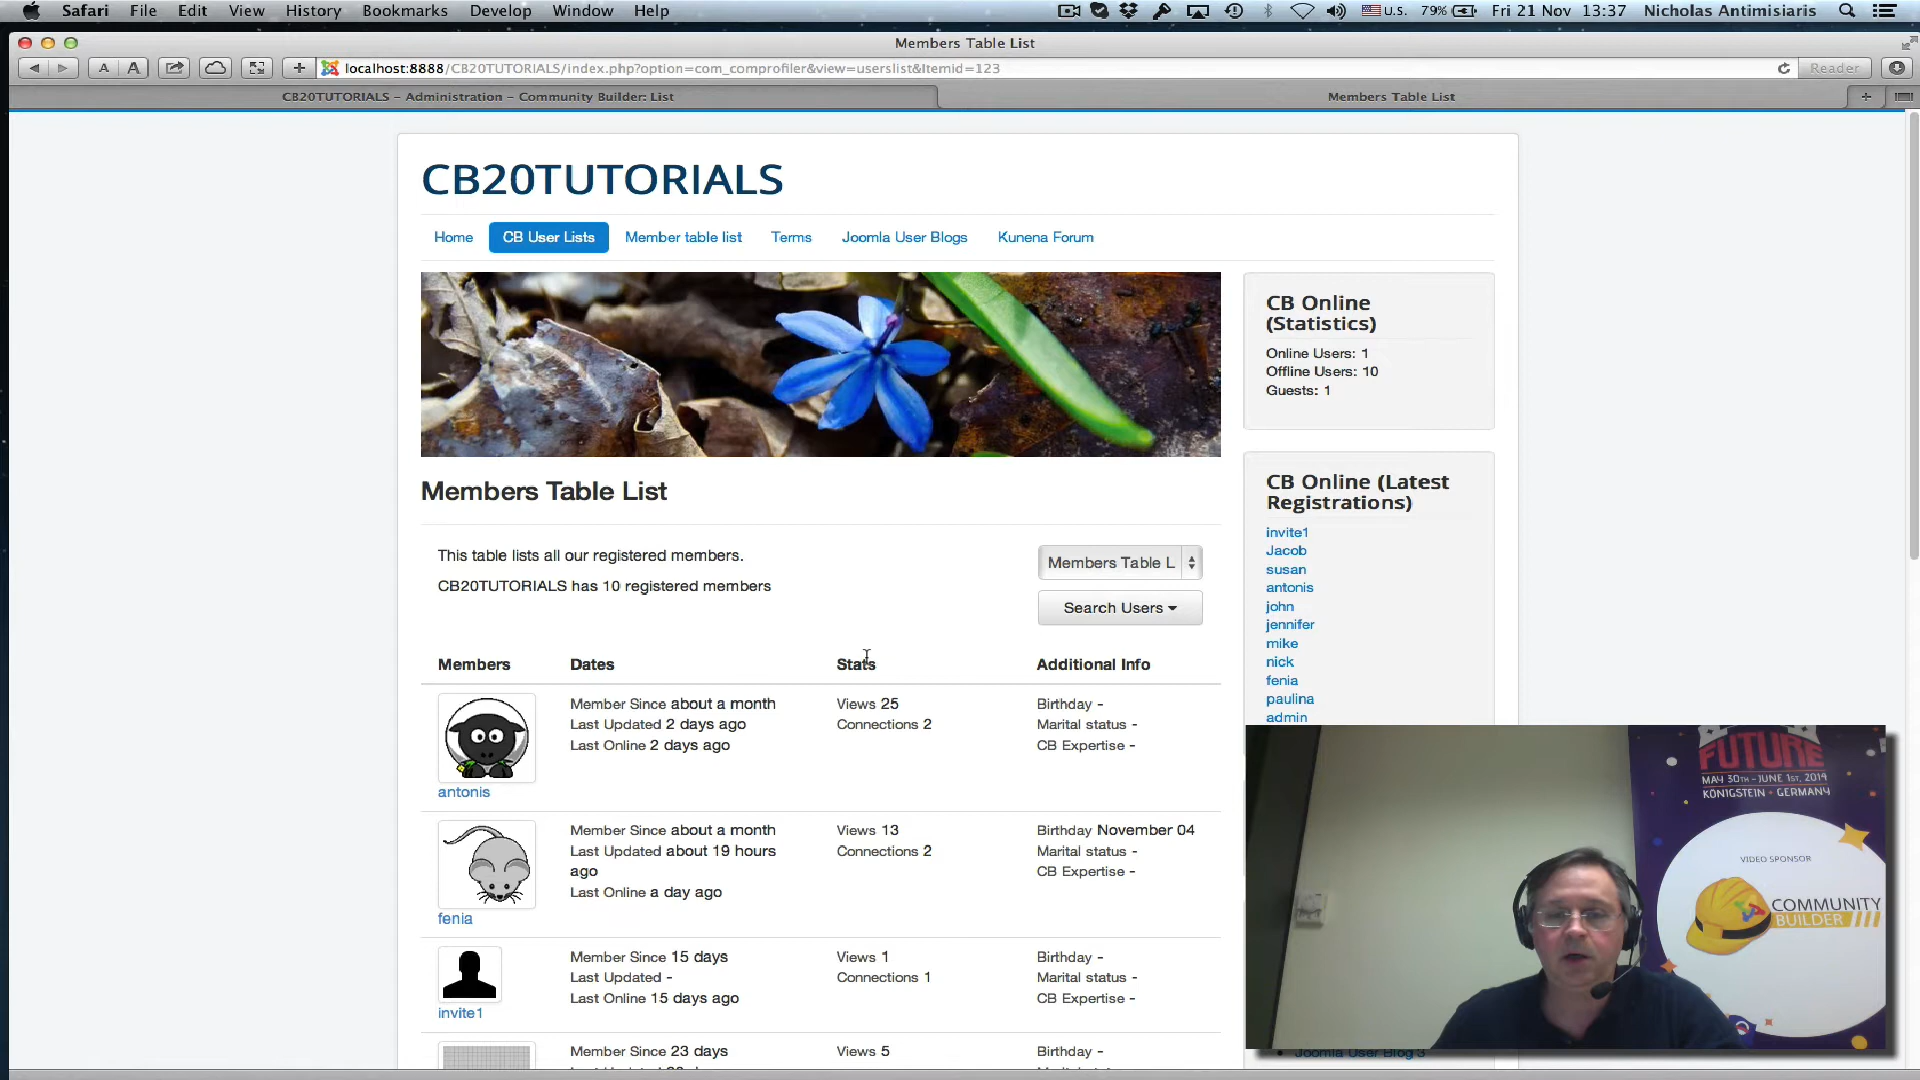 Safari File Edit View History Bookmarks Develop Window Help U.S. 79% Fri 21 Nov 13:37 Nicholas Antimisiaris
Members Table List
A A + localhost:8888/CB20TUTORIALS/index.php?option=com_comprofiler&view=userslist&Itemid=123 Reader
CB20TUTORIALS – Administration – Community Builder: List Members Table List +
CB20TUTORIALS
Home CB User Lists Member table list Terms Joomla User Blogs Kunena Forum
CB Online
(Statistics)
Online Users: 1
Offline Users: 10
Guests: 1
Members Table List
This table lists all our registered members.
CB20TUTORIALS has 10 registered members
Members Table L
Search Users
CB Online (Latest
Registrations)
invite1
Jacob
susan
antonis
john
jennifer
mike
nick
fenia
paulina
admin
Members Dates Stats Additional Info
Member Since about a month Views 25 Birthday -
Last Updated 2 days ago Connections 2 Marital status -
Last Online 2 days ago CB Expertise -
antonis
Member Since about a month Views 13 Birthday November 04
Last Updated about 19 hours Connections 2 Marital status -
ago CB Expertise -
Last Online a day ago
fenia
Member Since 15 days Views 1 Birthday -
Last Updated - Connections 1 Marital status -
Last Online 15 days ago CB Expertise -
invite1
Member Since 23 days Views 5 Birthday -
FUTURE
MAY 30TH - JUNE 1ST, 2014
KÖNIGSTEIN • GERMANY
VIDEO SPONSOR
COMMUNITY
BUILDER
Joomla User Blog 3